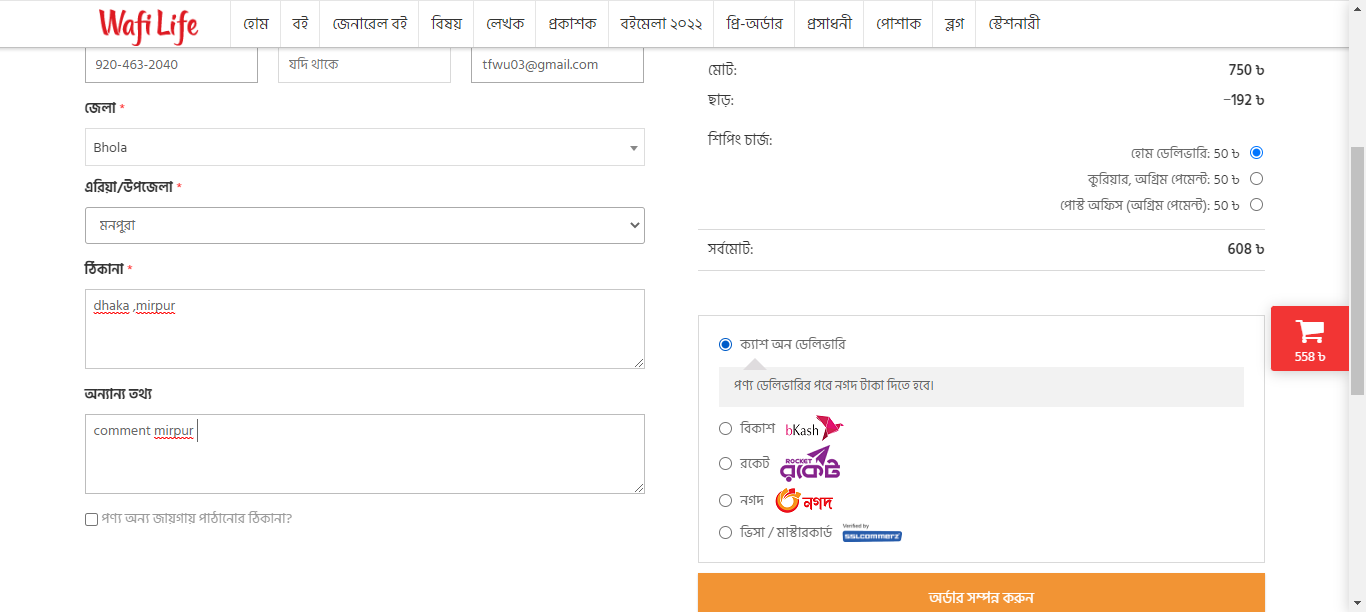 Wafi Life
হোম বই জেনারেল বই বিষয় লেখক প্রকাশক বইমেলা ২০২২ প্রি-অর্ডার প্রসাধনী পোশাক ব্লগ স্টেশনারী
920-463-2040 যদি থাকে tfwu03@gmail.com
জেলা *
Bhola
এরিয়া/উপজেলা *
মনপুরা
ঠিকানা *
dhaka ,mirpur
অন্যান্য তথ্য
comment mirpur
পণ্য অন্য জায়গায় পাঠানোর ঠিকানা?
মোট: 750 ৳
ছাড়: −192 ৳
শিপিং চার্জ:
হোম ডেলিভারি: 50 ৳
কুরিয়ার, অগ্রিম পেমেন্ট: 50 ৳
পোস্ট অফিস (অগ্রিম পেমেন্ট): 50 ৳
সর্বমোট: 608 ৳
558 ৳
ক্যাশ অন ডেলিভারি
পণ্য ডেলিভারির পরে নগদ টাকা দিতে হবে।
বিকাশ bKash
রকেট ROCKET রকেট
নগদ নগদ
ভিসা / মাস্টারকার্ড Verified by SSLCOMMERZ
অর্ডার সম্পন্ন করুন